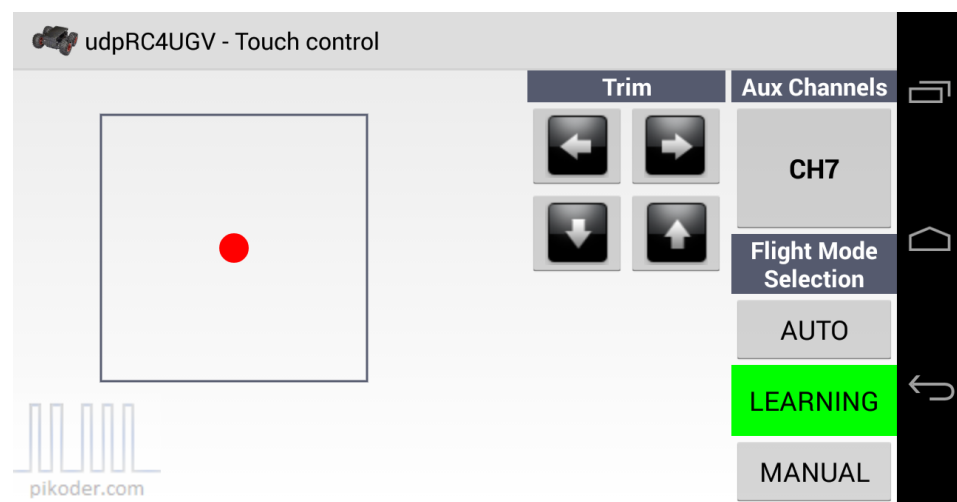 udpRC4UGV - Touch control
Trim
Aux Channels
CH7
Flight Mode
Selection
AUTO
LEARNING
MANUAL
pikoder.com